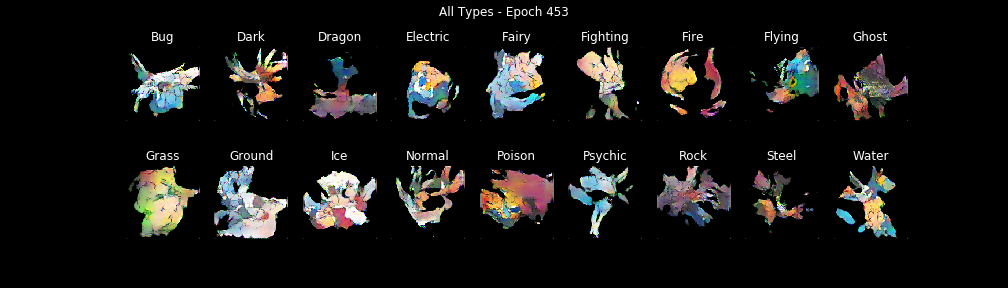 All Types - Epoch 453
Bug Dark Dragon Electric Fairy Fighting Fire Flying Ghost
Grass Ground Ice Normal Poison Psychic Rock Steel Water